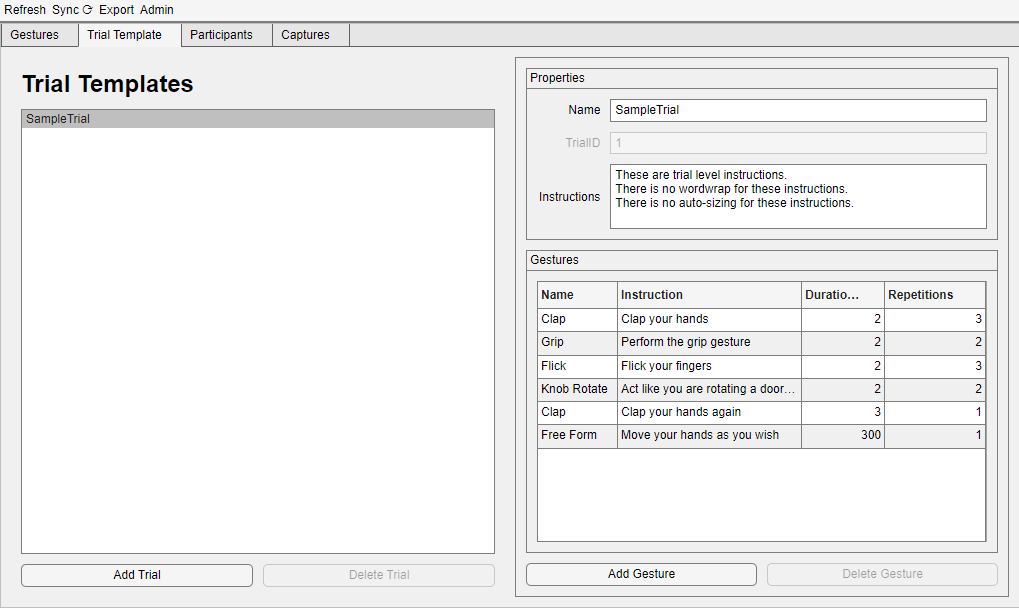 Refresh Sync ⟳ Export Admin
Gestures Trial Template Participants Captures
Trial Templates
SampleTrial
Add Trial Delete Trial
Properties
Name SampleTrial
TrialID 1
Instructions
These are trial level instructions.
There is no wordwrap for these instructions.
There is no auto-sizing for these instructions.
Gestures
Name Instruction Duratio... Repetitions
Clap Clap your hands 2 3
Grip Perform the grip gesture 2 2
Flick Flick your fingers 2 3
Knob Rotate Act like you are rotating a door... 2 2
Clap Clap your hands again 3 1
Free Form Move your hands as you wish 300 1
Add Gesture Delete Gesture